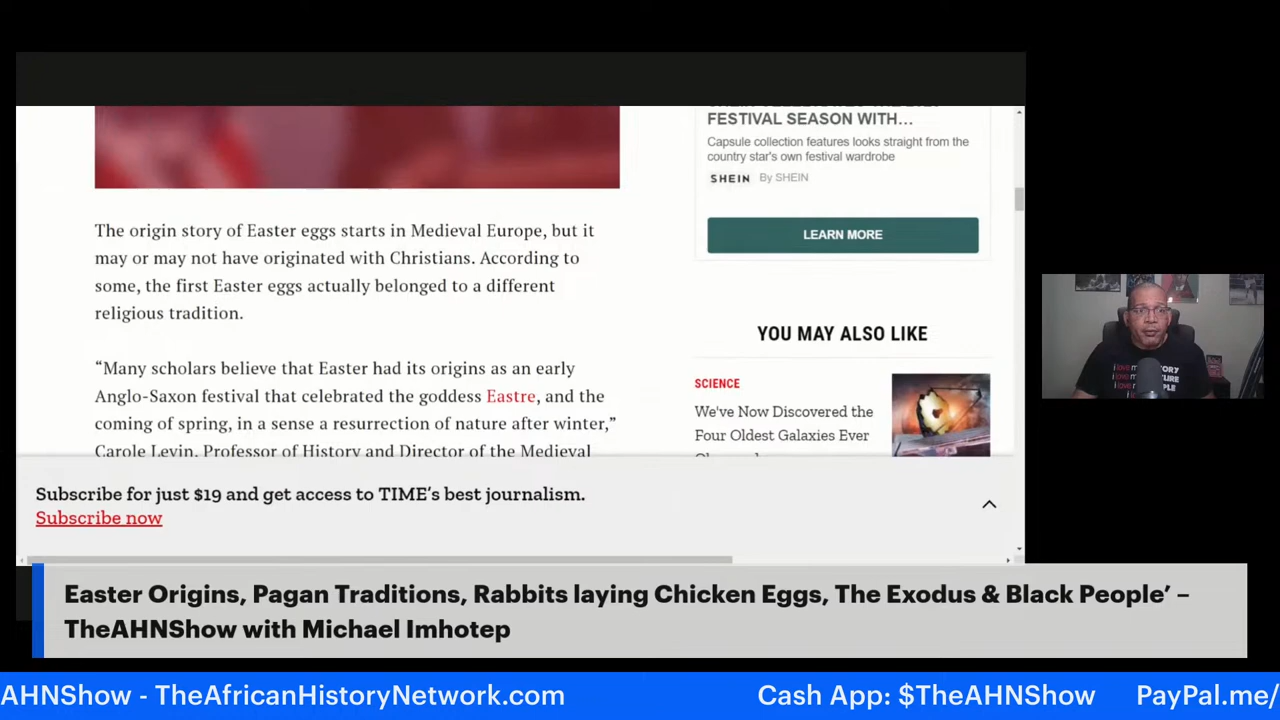 FESTIVAL SEASON WITH…
Capsule collection features looks straight from the
country star's own festival wardrobe
SHEIN By SHEIN
LEARN MORE
The origin story of Easter eggs starts in Medieval Europe, but it
may or may not have originated with Christians. According to
some, the first Easter eggs actually belonged to a different
religious tradition.
“Many scholars believe that Easter had its origins as an early
Anglo-Saxon festival that celebrated the goddess Eastre, and the
coming of spring, in a sense a resurrection of nature after winter,”
Carole Levin, Professor of History and Director of the Medieval
YOU MAY ALSO LIKE
SCIENCE
We've Now Discovered the
Four Oldest Galaxies Ever
Subscribe for just $19 and get access to TIME’s best journalism.
Subscribe now
Easter Origins, Pagan Traditions, Rabbits laying Chicken Eggs, The Exodus & Black People’ –
TheAHNShow with Michael Imhotep
AHNShow - TheAfricanHistoryNetwork.com Cash App: $TheAHNShow PayPal.me/